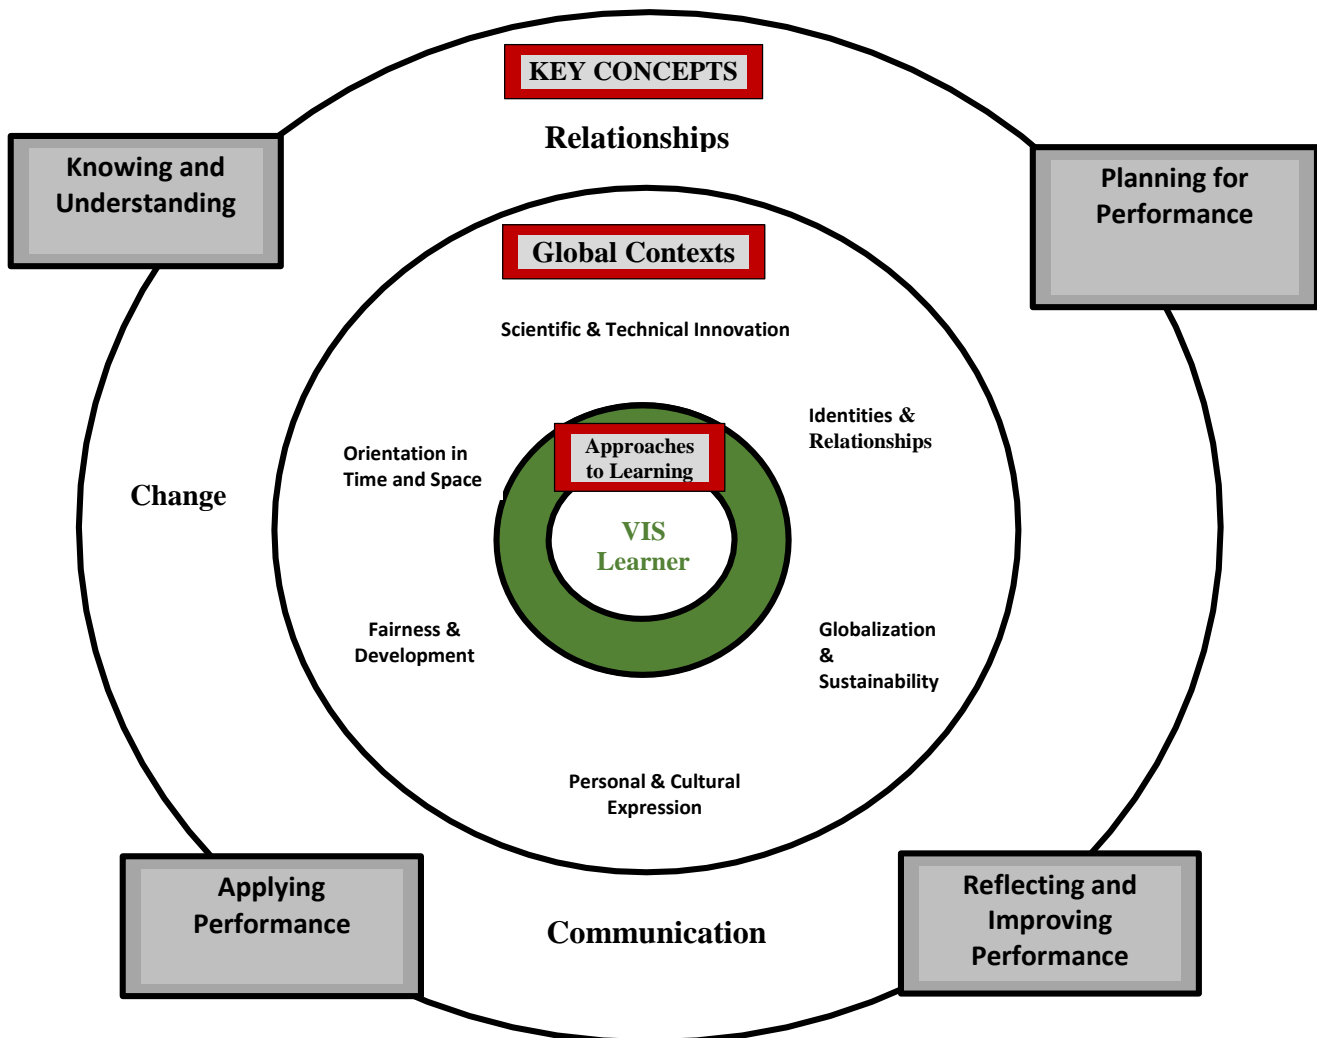 KEY CONCEPTS
Relationships
Knowing and
Understanding
Planning for
Performance
Global Contexts
Scientific & Technical Innovation
Identities &
Relationships
Orientation in
Time and Space
Approaches
to Learning
Change
VIS
Learner
Fairness &
Development
Globalization
&
Sustainability
Personal & Cultural
Expression
Applying
Performance
Communication
Reflecting and
Improving
Performance